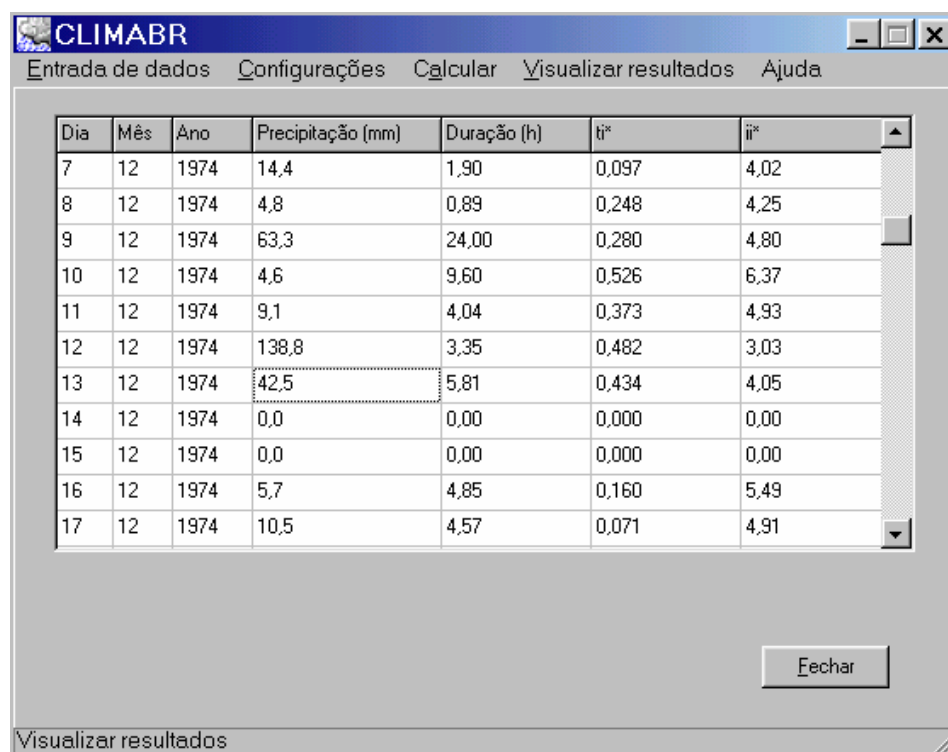 CLIMABR
Entrada de dados Configurações Calcular Visualizar resultados Ajuda
Dia Mês Ano Precipitação (mm) Duração (h) ti* ii*
7 12 1974 14,4 1,90 0,097 4,02
8 12 1974 4,8 0,89 0,248 4,25
9 12 1974 63,3 24,00 0,280 4,80
10 12 1974 4,6 9,60 0,526 6,37
11 12 1974 9,1 4,04 0,373 4,93
12 12 1974 138,8 3,35 0,482 3,03
13 12 1974 42,5 5,81 0,434 4,05
14 12 1974 0,0 0,00 0,000 0,00
15 12 1974 0,0 0,00 0,000 0,00
16 12 1974 5,7 4,85 0,160 5,49
17 12 1974 10,5 4,57 0,071 4,91
Fechar
Visualizar resultados